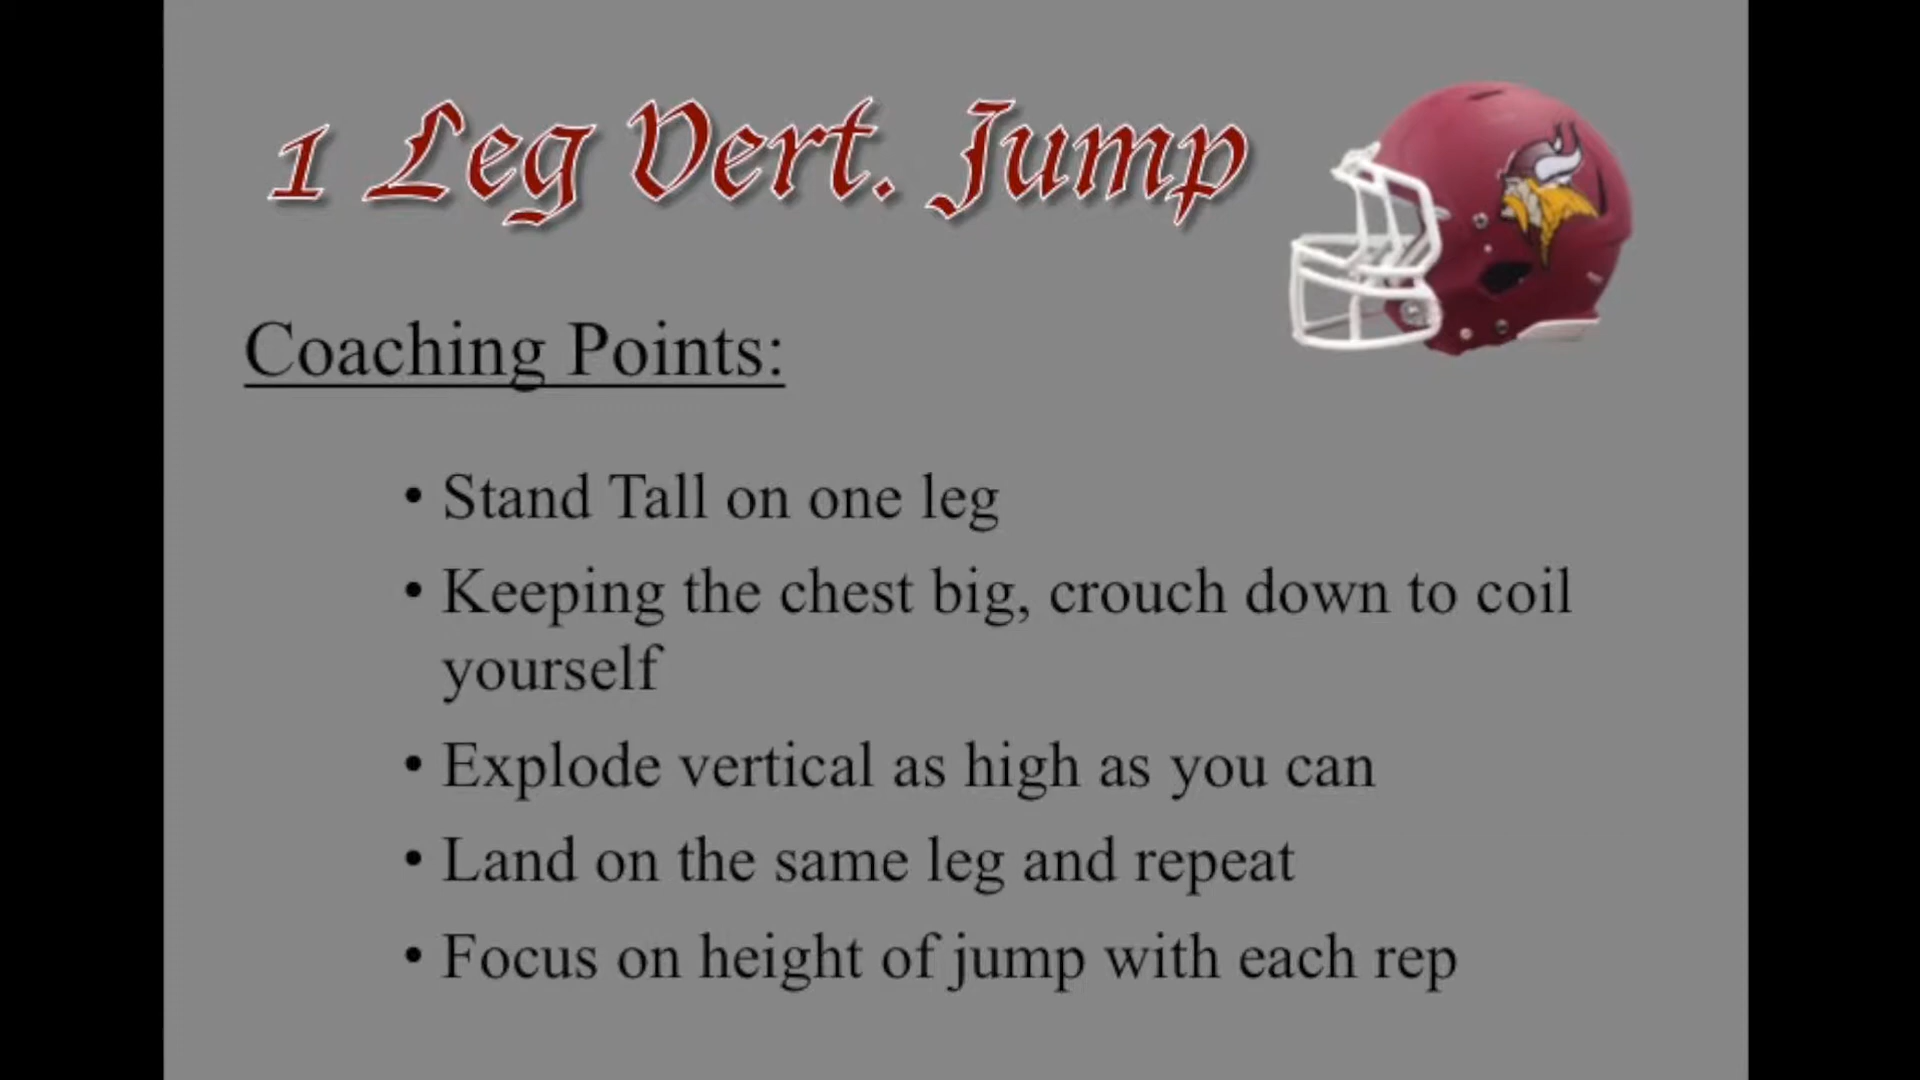 1 Leg Vert. Jump
Coaching Points:
• Stand Tall on one leg
• Keeping the chest big, crouch down to coil
yourself
• Explode vertical as high as you can
• Land on the same leg and repeat
• Focus on height of jump with each rep